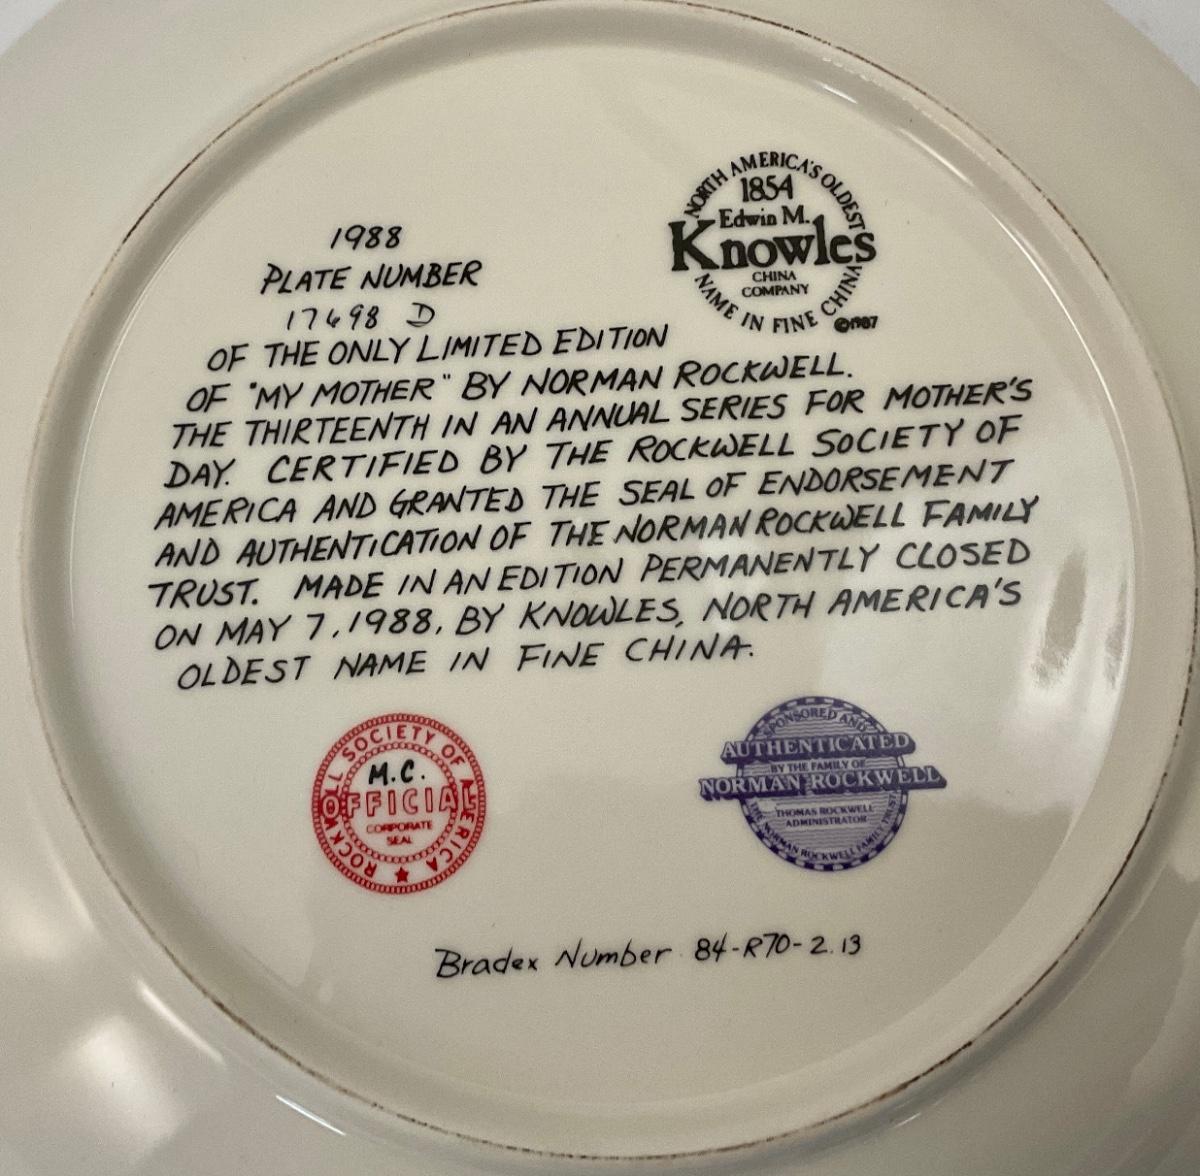 NORTH AMERICA'S OLDEST
1854
Edwin M.
Knowles
CHINA
COMPANY
NAME IN FINE CHINA
©1987
1988
PLATE NUMBER
17698 D
OF THE ONLY LIMITED EDITION
OF "MY MOTHER" BY NORMAN ROCKWELL.
THE THIRTEENTH IN AN ANNUAL SERIES FOR MOTHER'S
DAY. CERTIFIED BY THE ROCKWELL SOCIETY OF
AMERICA AND GRANTED THE SEAL OF ENDORSEMENT
AND AUTHENTICATION OF THE NORMAN ROCKWELL FAMILY
TRUST. MADE IN AN EDITION PERMANENTLY CLOSED
ON MAY 7, 1988, BY KNOWLES, NORTH AMERICA'S
OLDEST NAME IN FINE CHINA.
ROCKWELL SOCIETY OF AMERICA
M.C.
OFFICIAL
CORPORATE
SEAL
SPONSORED AND
AUTHENTICATED
BY THE FAMILY OF
NORMAN ROCKWELL
THOMAS ROCKWELL
ADMINISTRATOR
THE NORMAN ROCKWELL FAMILY TRUST
Bradex Number 84-R70-2.13